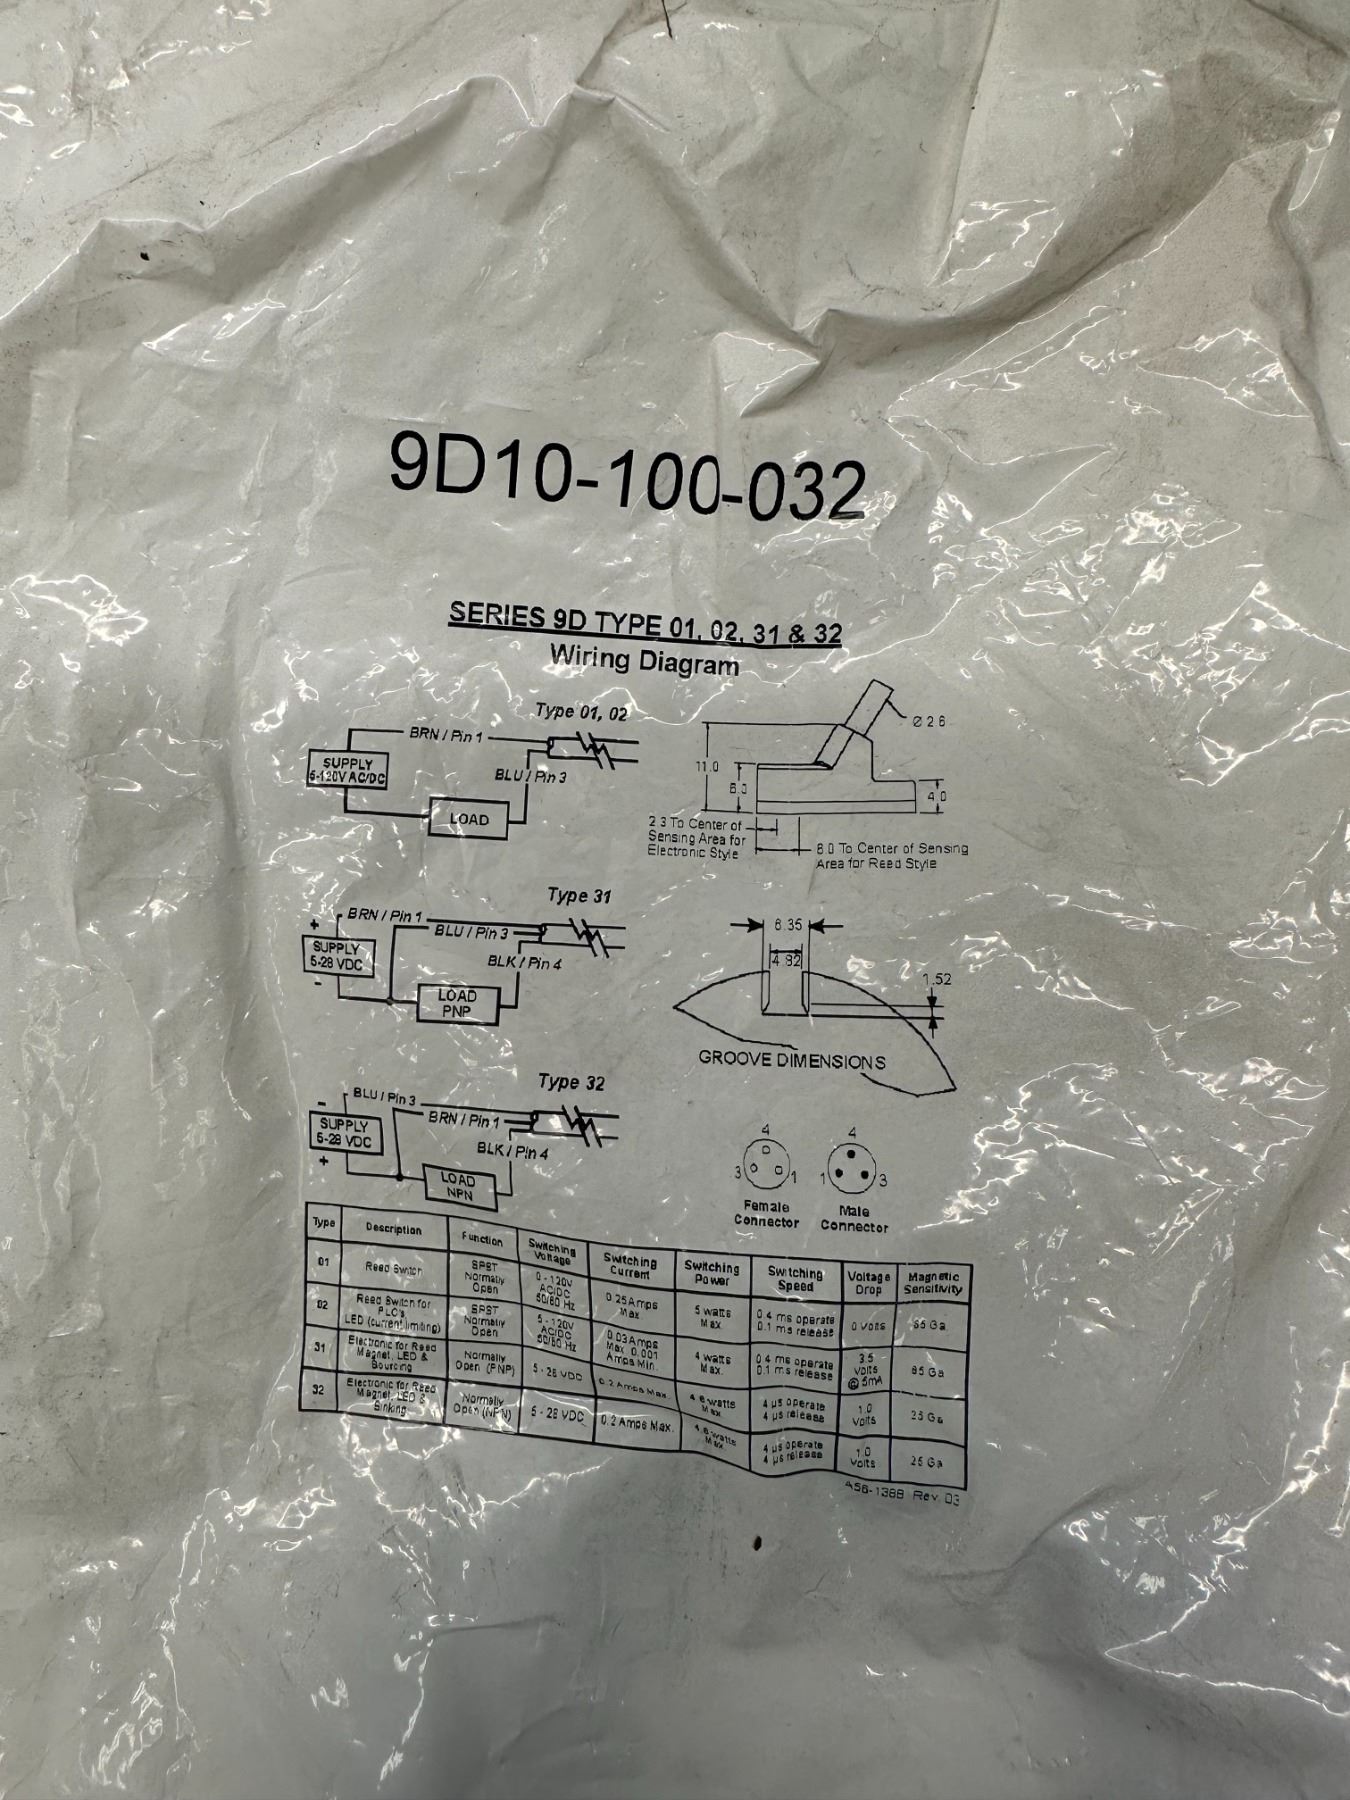 9D10-100-032
SERIES 9D TYPE 01, 02, 31 & 32
Wiring Diagram
Type 01, 02
BRN / Pin 1
SUPPLY
5-120V AC/DC
BLU / Pin 3
LOAD
Ø 2.6
11.0
6.0
4.0
2.3 To Center of
Sensing Area for
Electronic Style
8.0 To Center of Sensing
Area for Reed Style
Type 31
+
BRN / Pin 1
BLU / Pin 3
SUPPLY
5-28 VDC
-
BLK / Pin 4
LOAD
PNP
6.35
4.82
1.52
GROOVE DIMENSIONS
Type 32
-
BLU / Pin 3
BRN / Pin 1
SUPPLY
5-28 VDC
+
BLK / Pin 4
LOAD
NPN
4
3 1
Female
Connector
4
1 3
Male
Connector
Type Description Function Switching Voltage Switching Current Switching Power Switching Speed Voltage Drop Magnetic Sensitivity
01 Reed Switch SPST Normally Open 0 - 120V AC/DC 50/60 Hz 0.25 Amps Max 5 watts Max. 0.4 ms operate 0.1 ms release 0 volts 85 Ga.
02 Reed Switch for PLC's LED (current limiting) SPST Normally Open 5 - 120V AC/DC 50/60 Hz 0.03 Amps Max 0.001 Amps Min. 4 watts Max. 0.4 ms operate 0.1 ms release 3.5 volts @ 5mA 85 Ga
31 Electronic for Reed Magnet, LED & Sourcing Normally Open (PNP) 5 - 28 VDC 0.2 Amps Max. 4.8 watts Max 4 µs operate 4 µs release 1.0 Volts 25 Ga
32 Electronic for Reed Magnet, LED & Sinking Normally Open (NPN) 5 - 28 VDC 0.2 Amps Max. 4.8 watts Max 4 µs operate 4 µs release 1.0 Volts 25 Ga
456-1388 Rev. 03